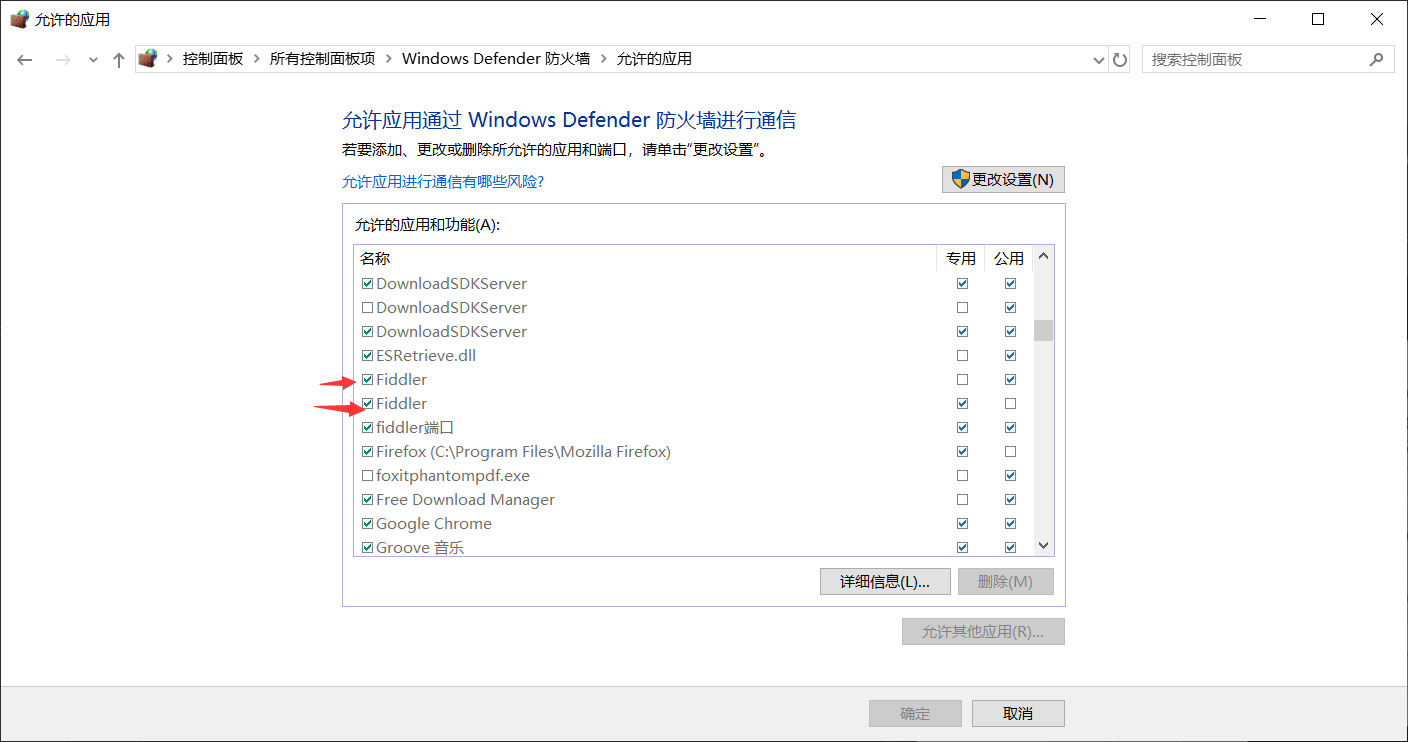 允许的应用
控制面板 所有控制面板项 Windows Defender 防火墙 允许的应用
搜索控制面板
允许应用通过 Windows Defender 防火墙进行通信
若要添加、更改或删除所允许的应用和端口，请单击"更改设置"。
允许应用进行通信有哪些风险?
更改设置(N)
允许的应用和功能(A):
名称 专用 公用
DownloadSDKServer
DownloadSDKServer
DownloadSDKServer
ESRetrieve.dll
Fiddler
Fiddler
fiddler端口
Firefox (C:\Program Files\Mozilla Firefox)
foxitphantompdf.exe
Free Download Manager
Google Chrome
Groove 音乐
详细信息(L)... 删除(M)
允许其他应用(R)...
确定 取消